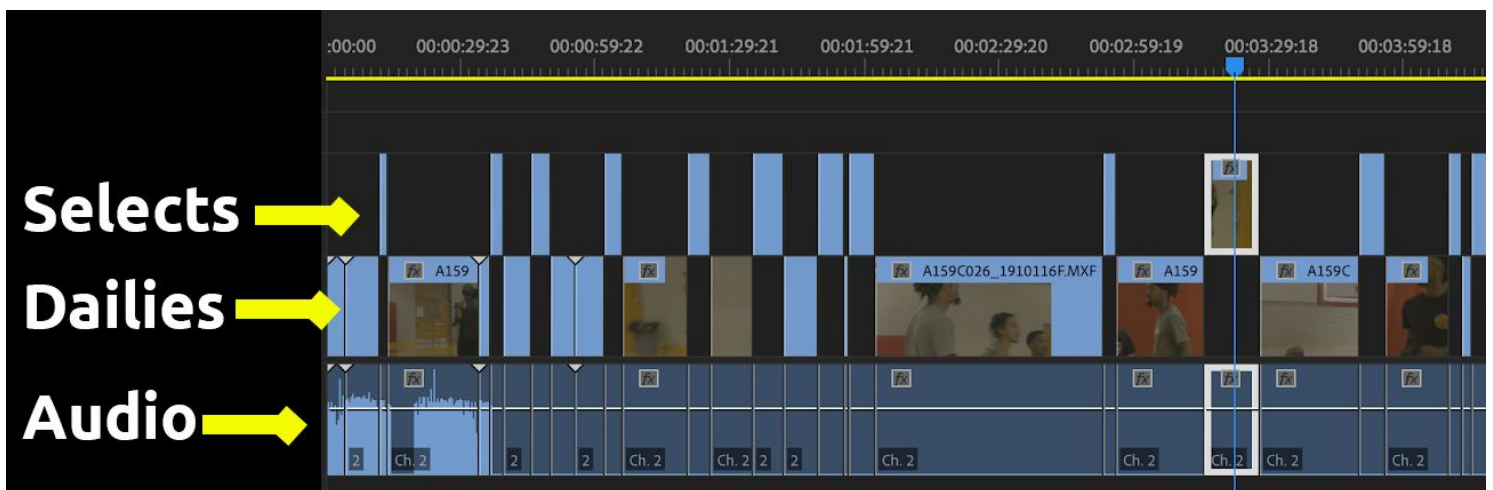 :00:00 00:00:29:23 00:00:59:22 00:01:29:21 00:01:59:21 00:02:29:20 00:02:59:19 00:03:29:18 00:03:59:18
fx
Selects
fx A159 fx fx A159C026_1910116F.MXF fx A159 fx A159C fx
Dailies
fx fx fx fx fx fx fx
Audio
2 Ch. 2 2 2 Ch. 2 Ch. 2 2 2 Ch. 2 Ch. 2 Ch. 2 Ch. 2 Ch. 2